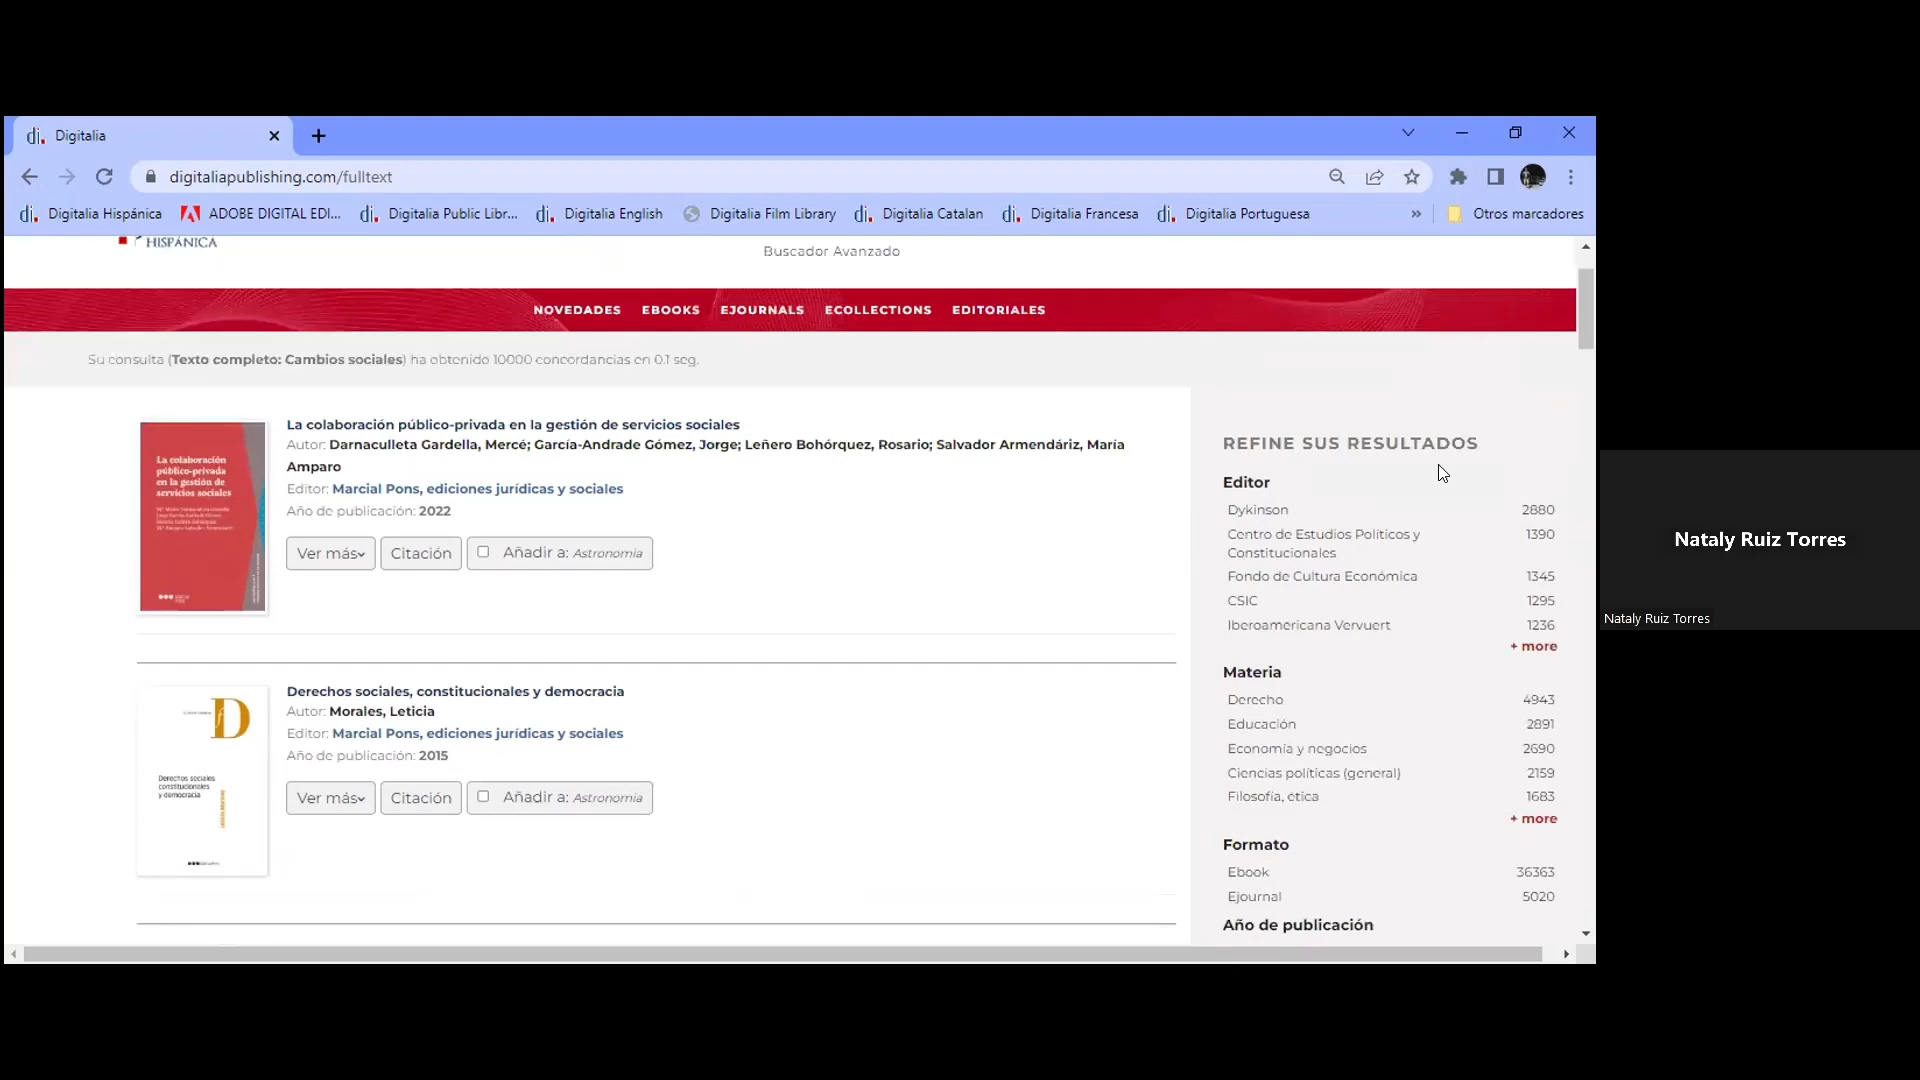 Digitalia
digitaliapublishing.com/fulltext
Digitalia Hispánica
ADOBE DIGITAL EDI...
Digitalia Public Libr...
Digitalia English
Digitalia Film Library
Digitalia Catalan
Digitalia Francesa
Digitalia Portuguesa
»
Otros marcadores
HISPÁNICA
Buscador Avanzado
NOVEDADES EBOOKS EJOURNALS ECOLLECTIONS EDITORIALES
Su consulta (Texto completo: Cambios sociales) ha obtenido 10000 concordancias en 0.1 seg.
La colaboración
público-privada
en la gestión de
servicios sociales
La colaboración público-privada en la gestión de servicios sociales
Autor: Darnaculleta Gardella, Mercé; García-Andrade Gómez, Jorge; Leñero Bohórquez, Rosario; Salvador Armendáriz, María
Amparo
Editor: Marcial Pons, ediciones jurídicas y sociales
Año de publicación: 2022
Ver más
Citación
Añadir a: Astronomia
D
Derechos sociales
constitucionales
y democracia
Derechos sociales, constitucionales y democracia
Autor: Morales, Leticia
Editor: Marcial Pons, ediciones jurídicas y sociales
Año de publicación: 2015
Ver más
Citación
Añadir a: Astronomia
REFINE SUS RESULTADOS
Editor
Dykinson 2880
Centro de Estudios Políticos y 1390
Constitucionales
Fondo de Cultura Económica 1345
CSIC 1295
Iberoamericana Vervuert 1236
+ more
Materia
Derecho 4943
Educación 2891
Economía y negocios 2690
Ciencias políticas (general) 2159
Filosofía, etica 1683
+ more
Formato
Ebook 36363
Ejournal 5020
Año de publicación
Nataly Ruiz Torres
Nataly Ruiz Torres